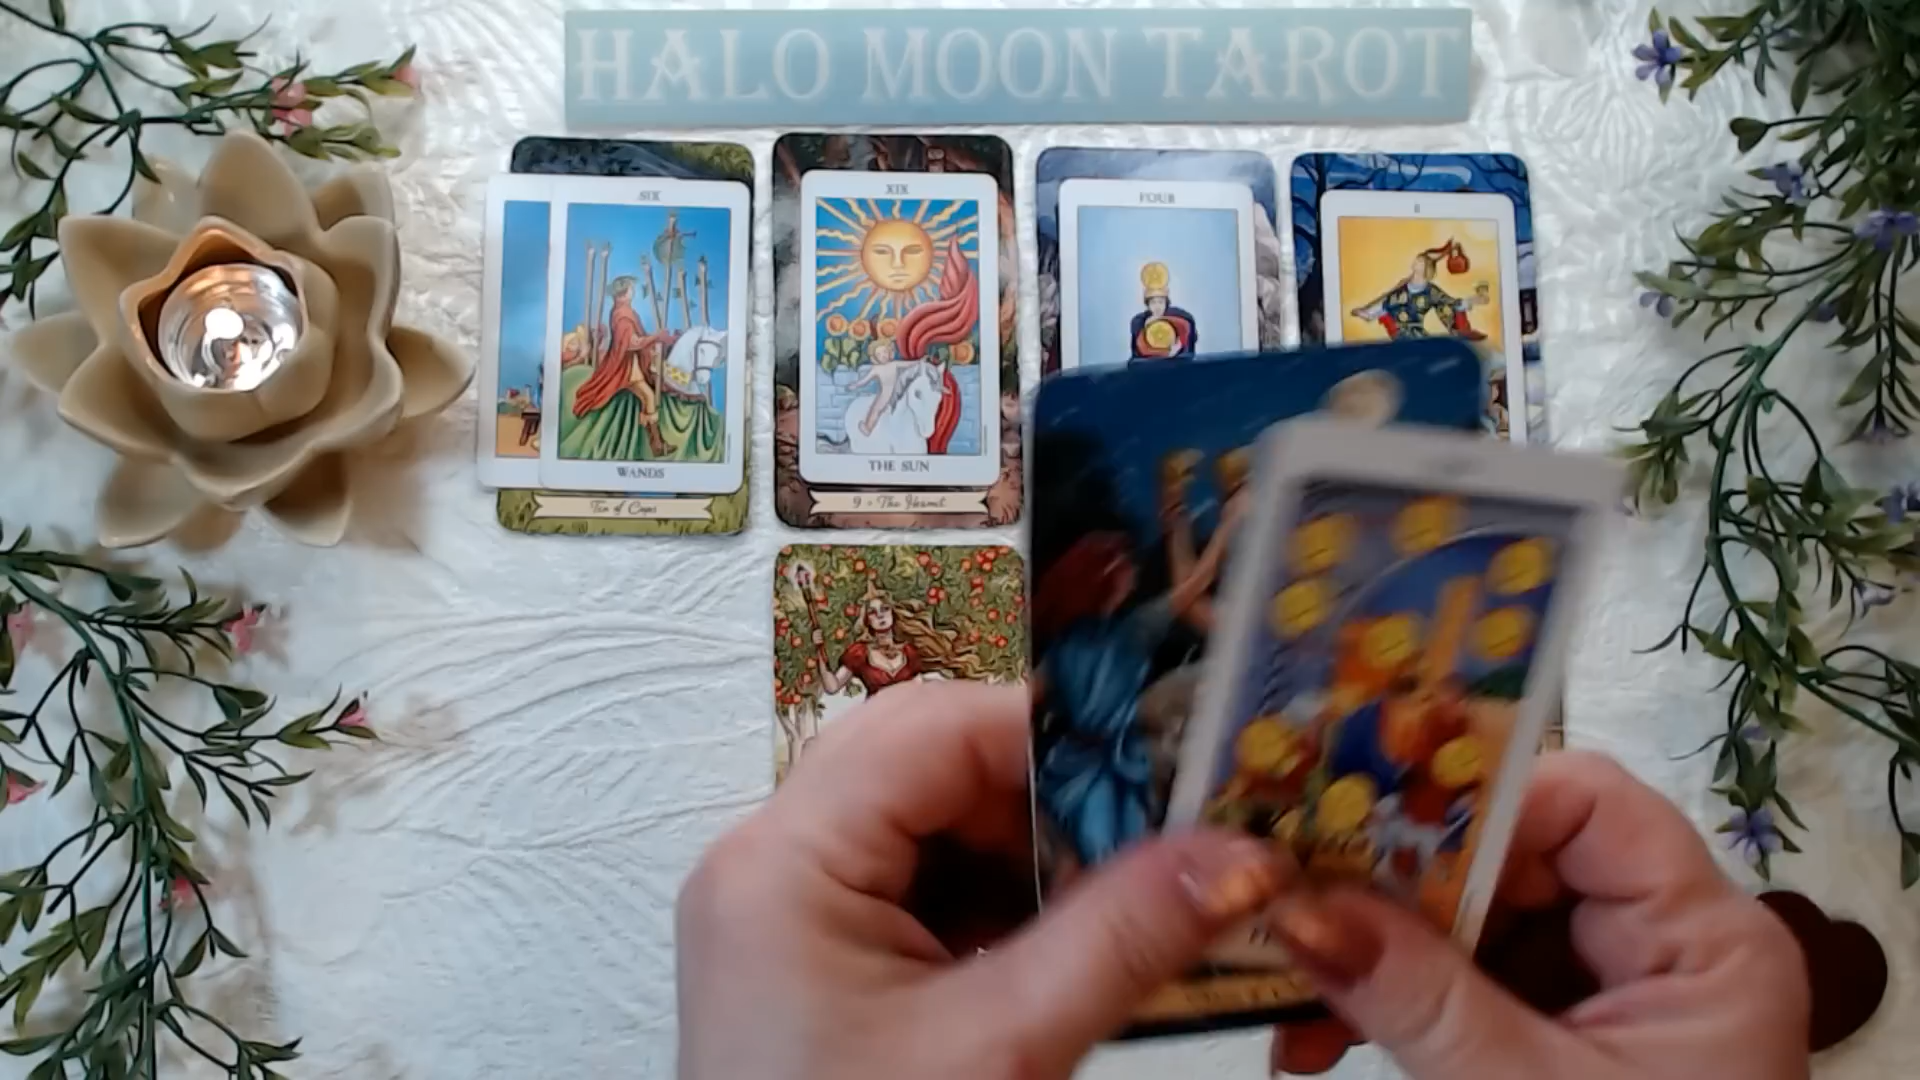 HALO MOON TAROT
SIX
WANDS
Ten of Cups
XIX
THE SUN
9 - The Hermit
FOUR